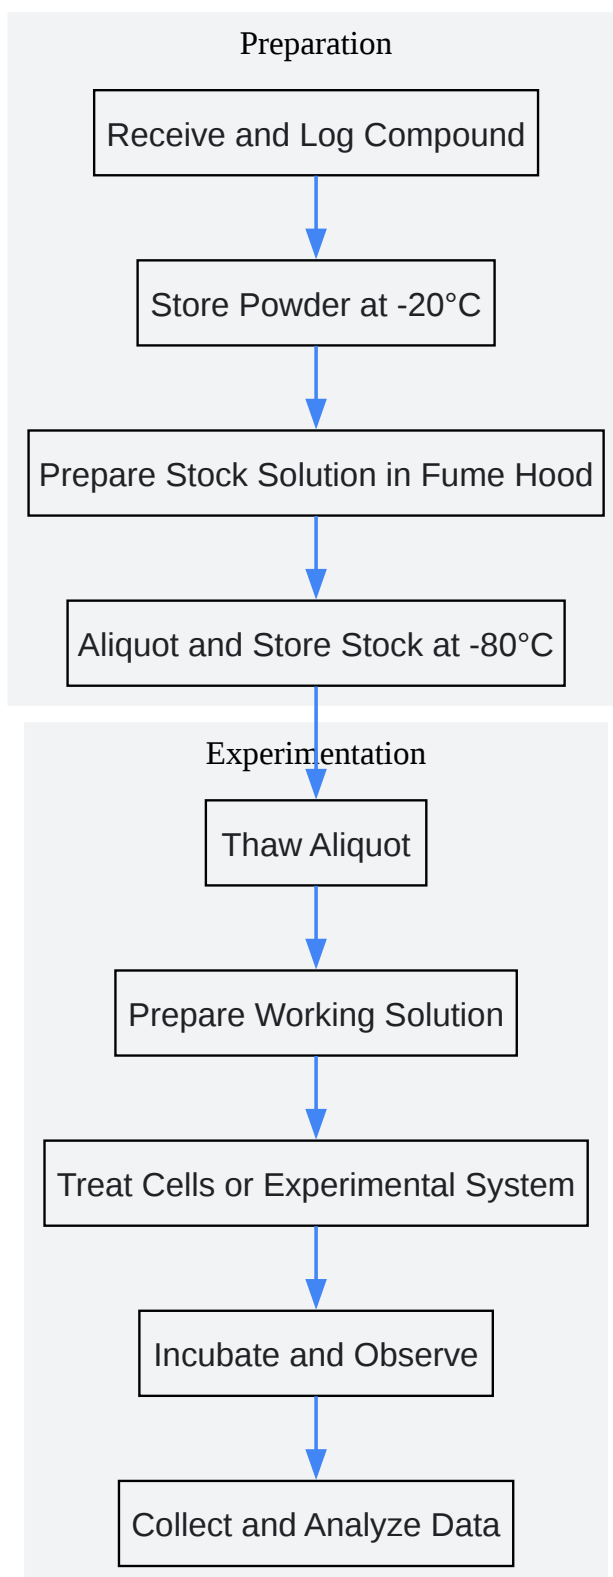 Preparation
Receive and Log Compound
Store Powder at -20°C
Prepare Stock Solution in Fume Hood
Aliquot and Store Stock at -80°C
Experimentation
Thaw Aliquot
Prepare Working Solution
Treat Cells or Experimental System
Incubate and Observe
Collect and Analyze Data